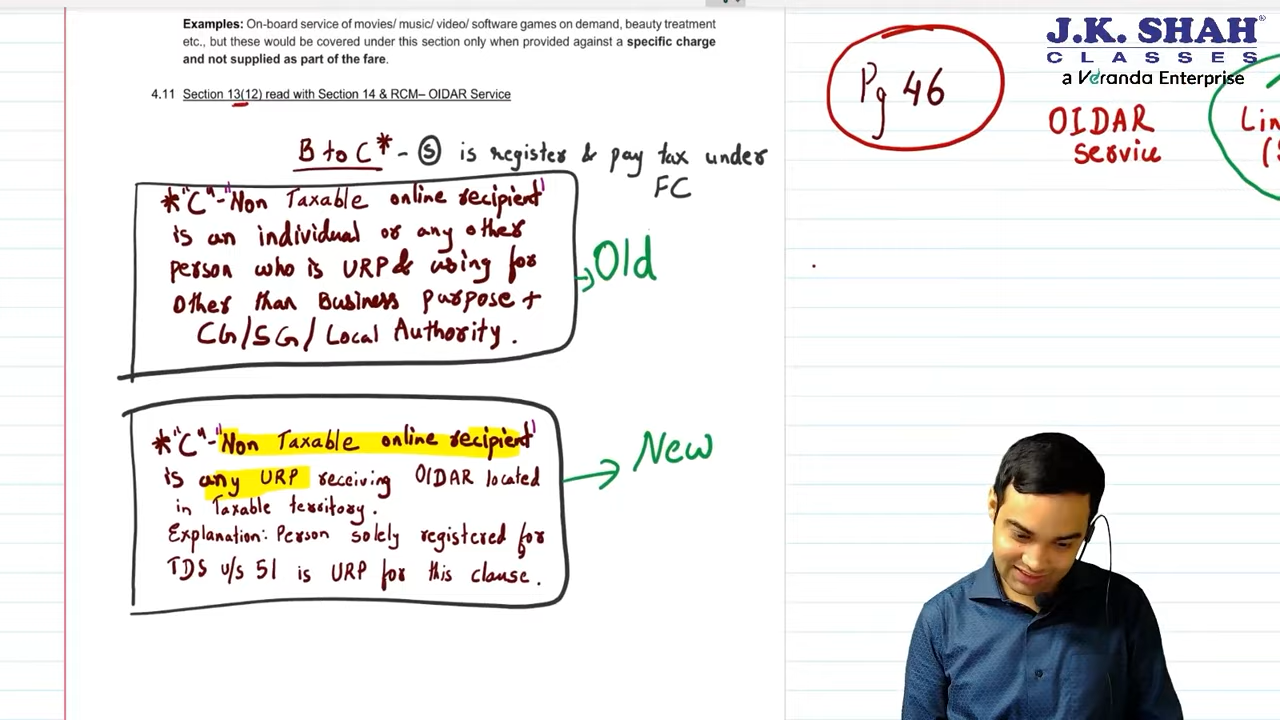 Examples: On-board service of movies/ music/ video/ software games on demand, beauty treatment
etc., but these would be covered under this section only when provided against a specific charge
and not supplied as part of the fare.
4.11 Section 13(12) read with Section 14 & RCM– OIDAR Service
B to C* - S is register & pay tax under
FC
*"C"-"Non Taxable online recipient"
is an individual or any other
person who is URP & using for
other than Business purpose +
CG/SG/Local Authority.
Old
*"C"-"Non Taxable online recipient"
is any URP receiving OIDAR located
in Taxable territory.
Explanation: Person solely registered for
TDS u/s 51 is URP for this clause.
New
Pg 46
J.K. SHAH®
CLASSES
a Veranda Enterprise
OIDAR
Service